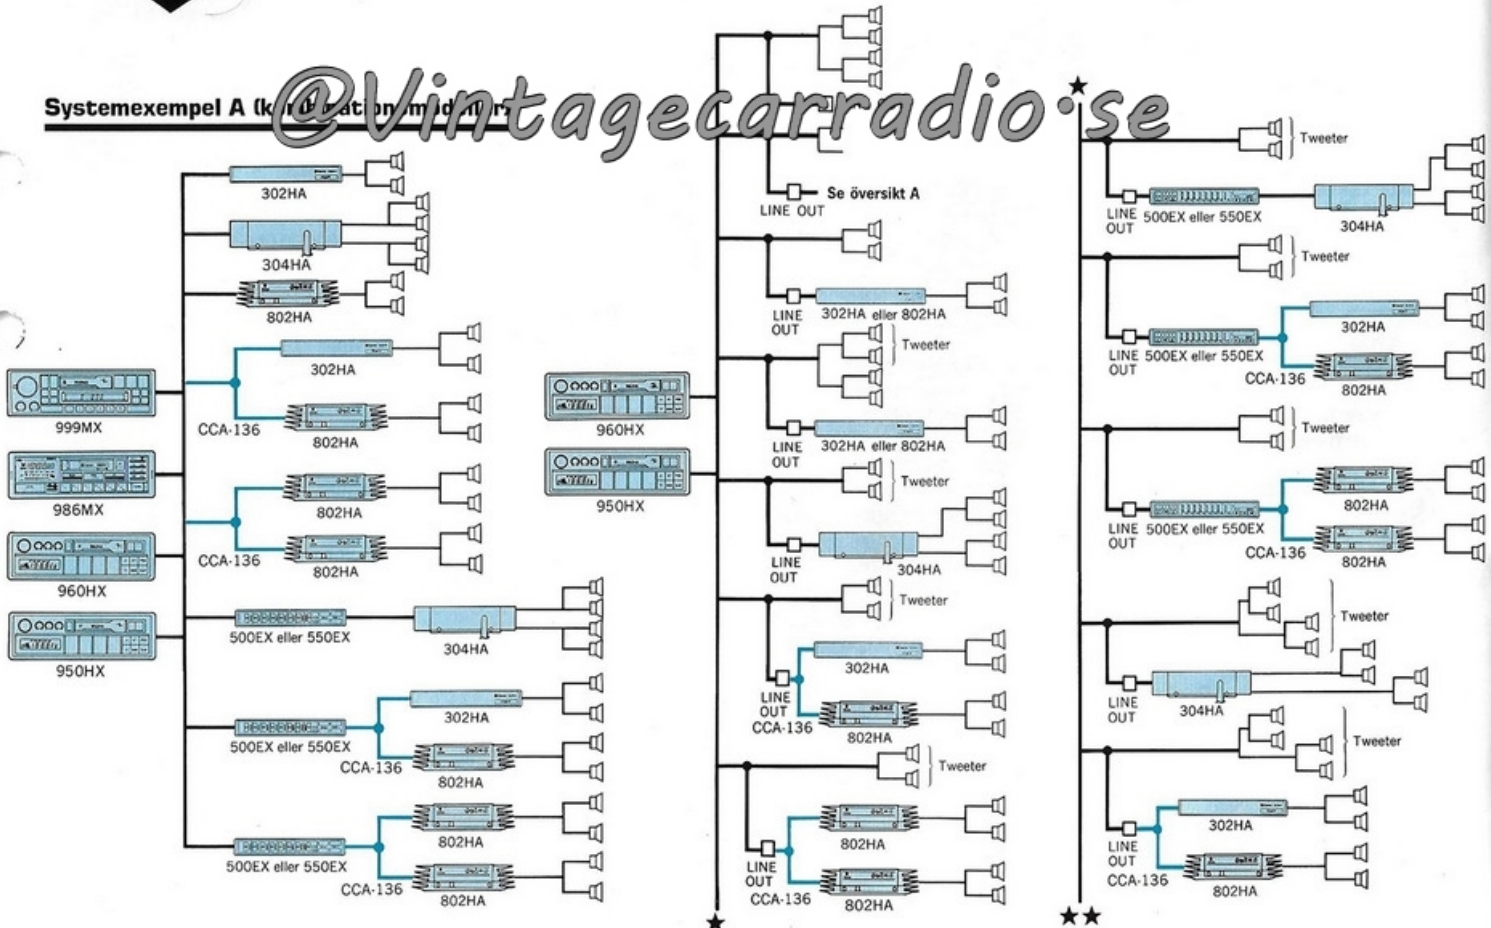 Systemexempel A
@Vintagecarradio.se
302HA
304HA
802HA
302HA
CCA-136
802HA
802HA
CCA-136
802HA
500EX eller 550EX
304HA
500EX eller 550EX
302HA
CCA-136
802HA
802HA
500EX eller 550EX
CCA-136
802HA
999MX
986MX
960HX
950HX
Se översikt A
LINE OUT
LINE
OUT
302HA eller 802HA
Tweeter
LINE
OUT
302HA eller 802HA
Tweeter
LINE
OUT
304HA
Tweeter
302HA
LINE
OUT
CCA-136
802HA
Tweeter
802HA
LINE
OUT
CCA-136
802HA
960HX
950HX
Tweeter
LINE
OUT
500EX eller 550EX
304HA
Tweeter
302HA
LINE
OUT
500EX eller 550EX
CCA-136
802HA
Tweeter
802HA
LINE
OUT
500EX eller 550EX
CCA-136
802HA
Tweeter
LINE
OUT
304HA
Tweeter
302HA
LINE
OUT
CCA-136
802HA